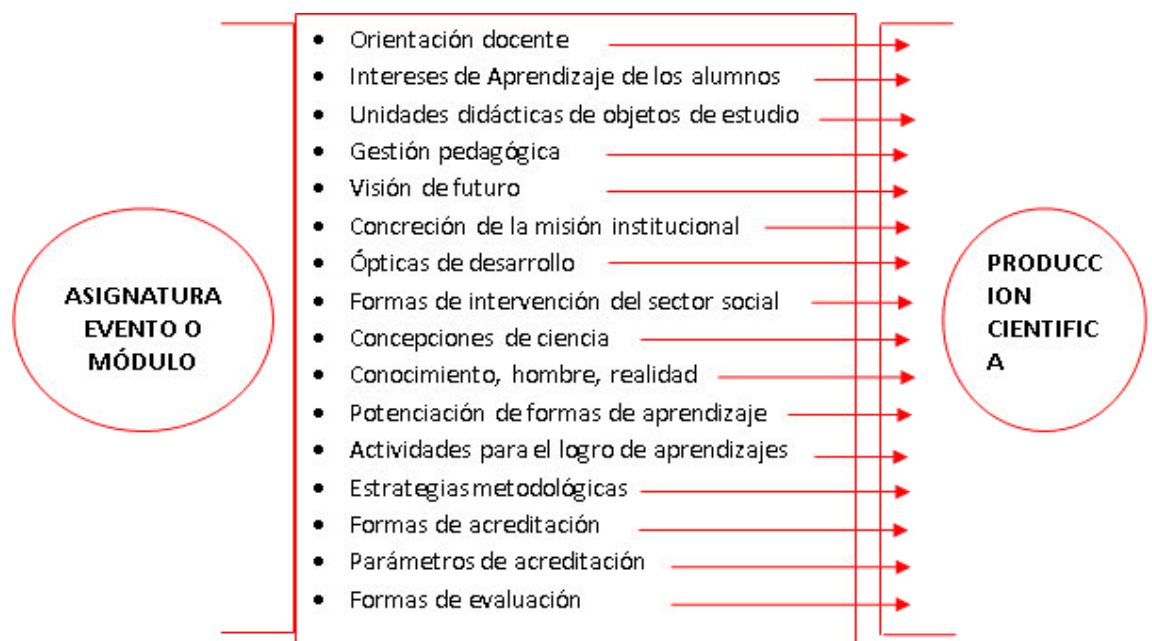 ASIGNATURA
EVENTO O
MÓDULO
• Orientación docente
• Intereses de Aprendizaje de los alumnos
• Unidades didácticas de objetos de estudio
• Gestión pedagógica
• Visión de futuro
• Concreción de la misión institucional
• Ópticas de desarrollo
• Formas de intervención del sector social
• Concepciones de ciencia
• Conocimiento, hombre, realidad
• Potenciación de formas de aprendizaje
• Actividades para el logro de aprendizajes
• Estrategias metodológicas
• Formas de acreditación
• Parámetros de acreditación
• Formas de evaluación
PRODUCC
ION
CIENTIFIC
A